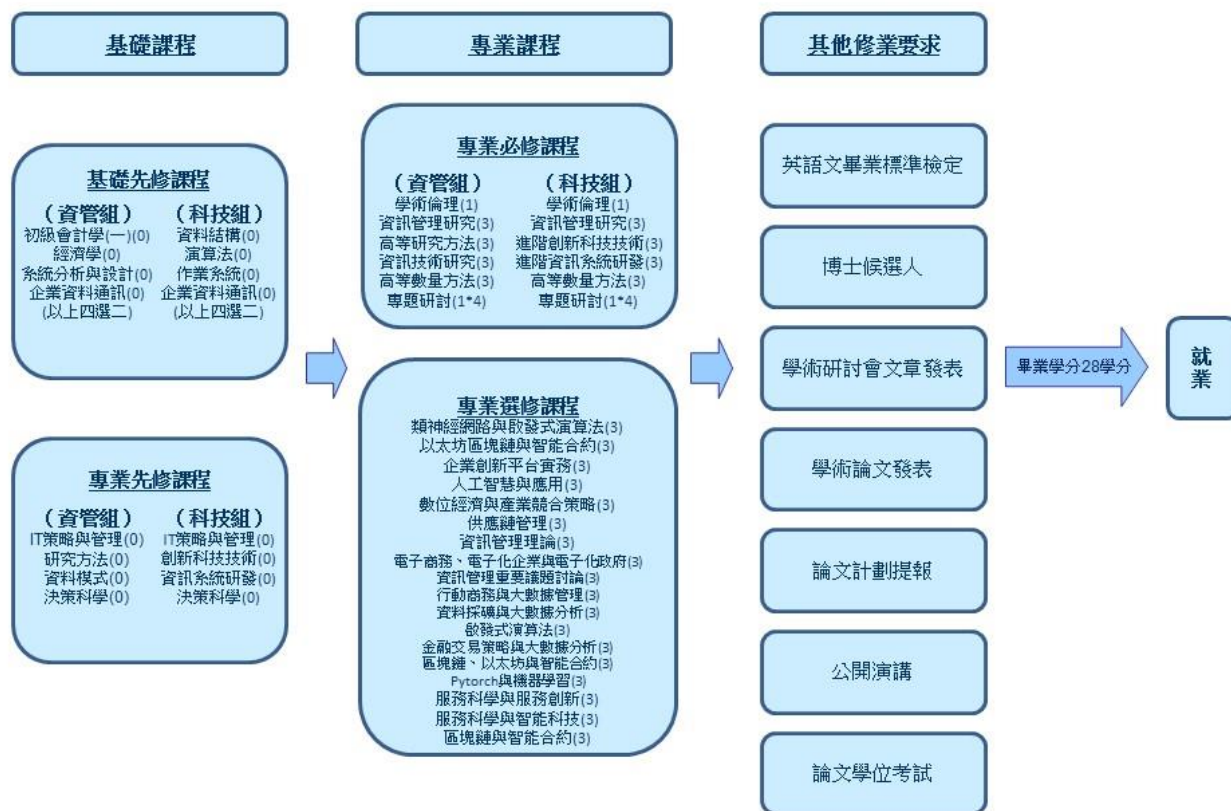 基礎課程
專業課程
其他修業要求
基礎先修課程
（資管組） （科技組）
初級會計學(一)(0) 資料結構(0)
經濟學(0) 演算法(0)
系統分析與設計(0) 作業系統(0)
企業資料通訊(0) 企業資料通訊(0)
(以上四選二) (以上四選二)
專業先修課程
（資管組） （科技組）
IT策略與管理(0) IT策略與管理(0)
研究方法(0) 創新科技技術(0)
資料模式(0) 資訊系統研發(0)
決策科學(0) 決策科學(0)
專業必修課程
（資管組） （科技組）
學術倫理(1) 學術倫理(1)
資訊管理研究(3) 資訊管理研究(3)
高等研究方法(3) 進階創新科技技術(3)
資訊技術研究(3) 進階資訊系統研發(3)
高等數量方法(3) 高等數量方法(3)
專題研討(1*4) 專題研討(1*4)
專業選修課程
類神經網路與啟發式演算法(3)
以太坊區塊鏈與智能合約(3)
企業創新平台實務(3)
人工智慧與應用(3)
數位經濟與產業競合策略(3)
供應鏈管理(3)
資訊管理理論(3)
電子商務、電子化企業與電子化政府(3)
資訊管理重要議題討論(3)
行動商務與大數據管理(3)
資料採礦與大數據分析(3)
啟發式演算法(3)
金融交易策略與大數據分析(3)
區塊鏈、以太坊與智能合約(3)
Pytorch與機器學習(3)
服務科學與服務創新(3)
服務科學與智能科技(3)
區塊鏈與智能合約(3)
英語文畢業標準檢定
博士候選人
學術研討會文章發表
學術論文發表
論文計劃提報
公開演講
論文學位考試
畢業學分28學分
就
業